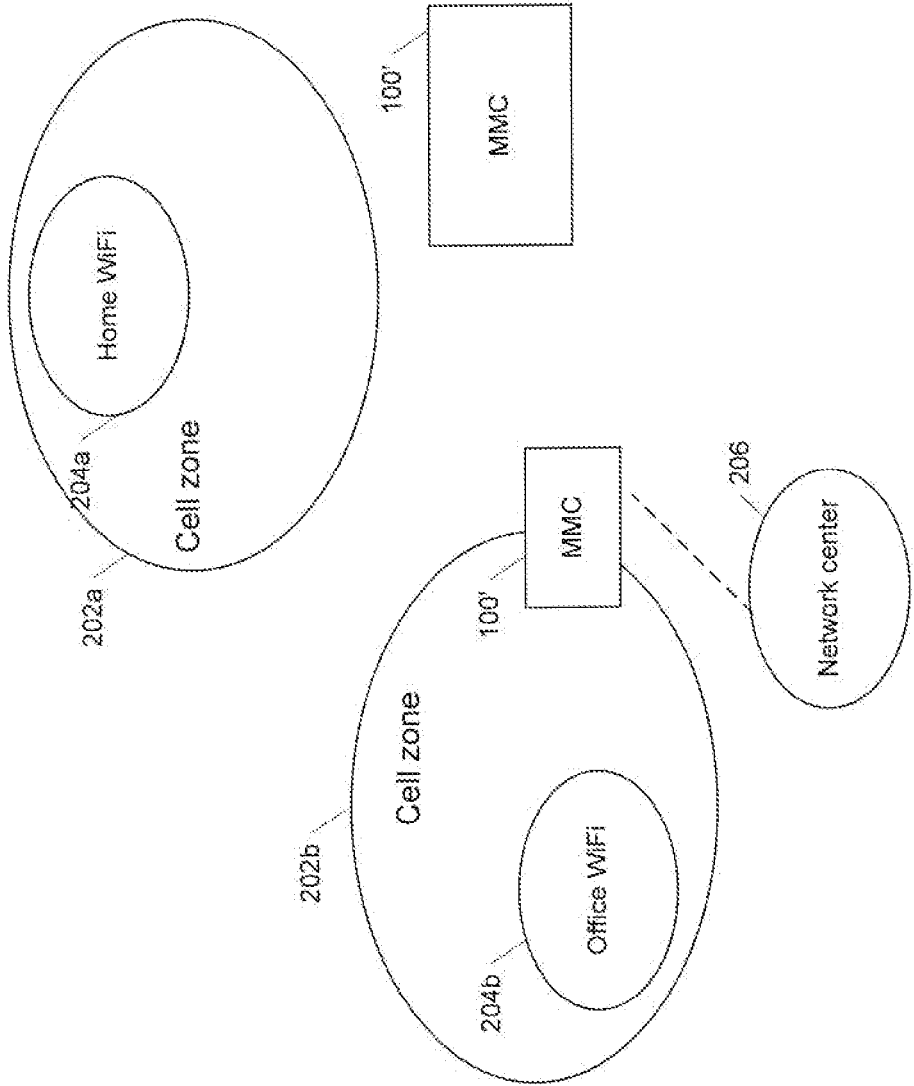 202a
204a
Home WiFi
Cell zone
100'
MMC
202b
Cell zone
204b
Office WiFi
100'
MMC
206
Network center